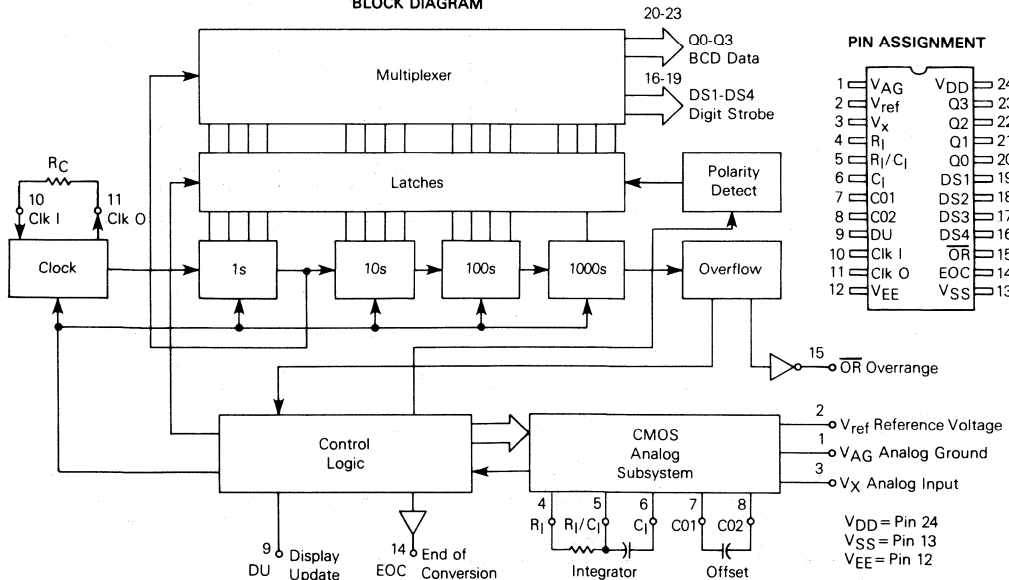 BLOCK DIAGRAM
20-23
Q0-Q3
BCD Data
16-19
DS1-DS4
Digit Strobe
Multiplexer
Latches
Polarity
Detect
RC
10
Clk I
11
Clk O
Clock
1s
10s
100s
1000s
Overflow
15
OR Overrange
Control
Logic
CMOS
Analog
Subsystem
2
Vref Reference Voltage
1
VAG Analog Ground
3
VX Analog Input
4
RI
5
RI/CI
6
CI
7
C01
8
C02
Integrator
Offset
9
DU
Display
Update
14
EOC
End of
Conversion
VDD = Pin 24
VSS = Pin 13
VEE = Pin 12
PIN ASSIGNMENT
1 VAG VDD 24
2 Vref Q3 23
3 Vx Q2 22
4 RI Q1 21
5 RI/CI Q0 20
6 CI DS1 19
7 C01 DS2 18
8 C02 DS3 17
9 DU DS4 16
10 Clk I OR 15
11 Clk O EOC 14
12 VEE VSS 13